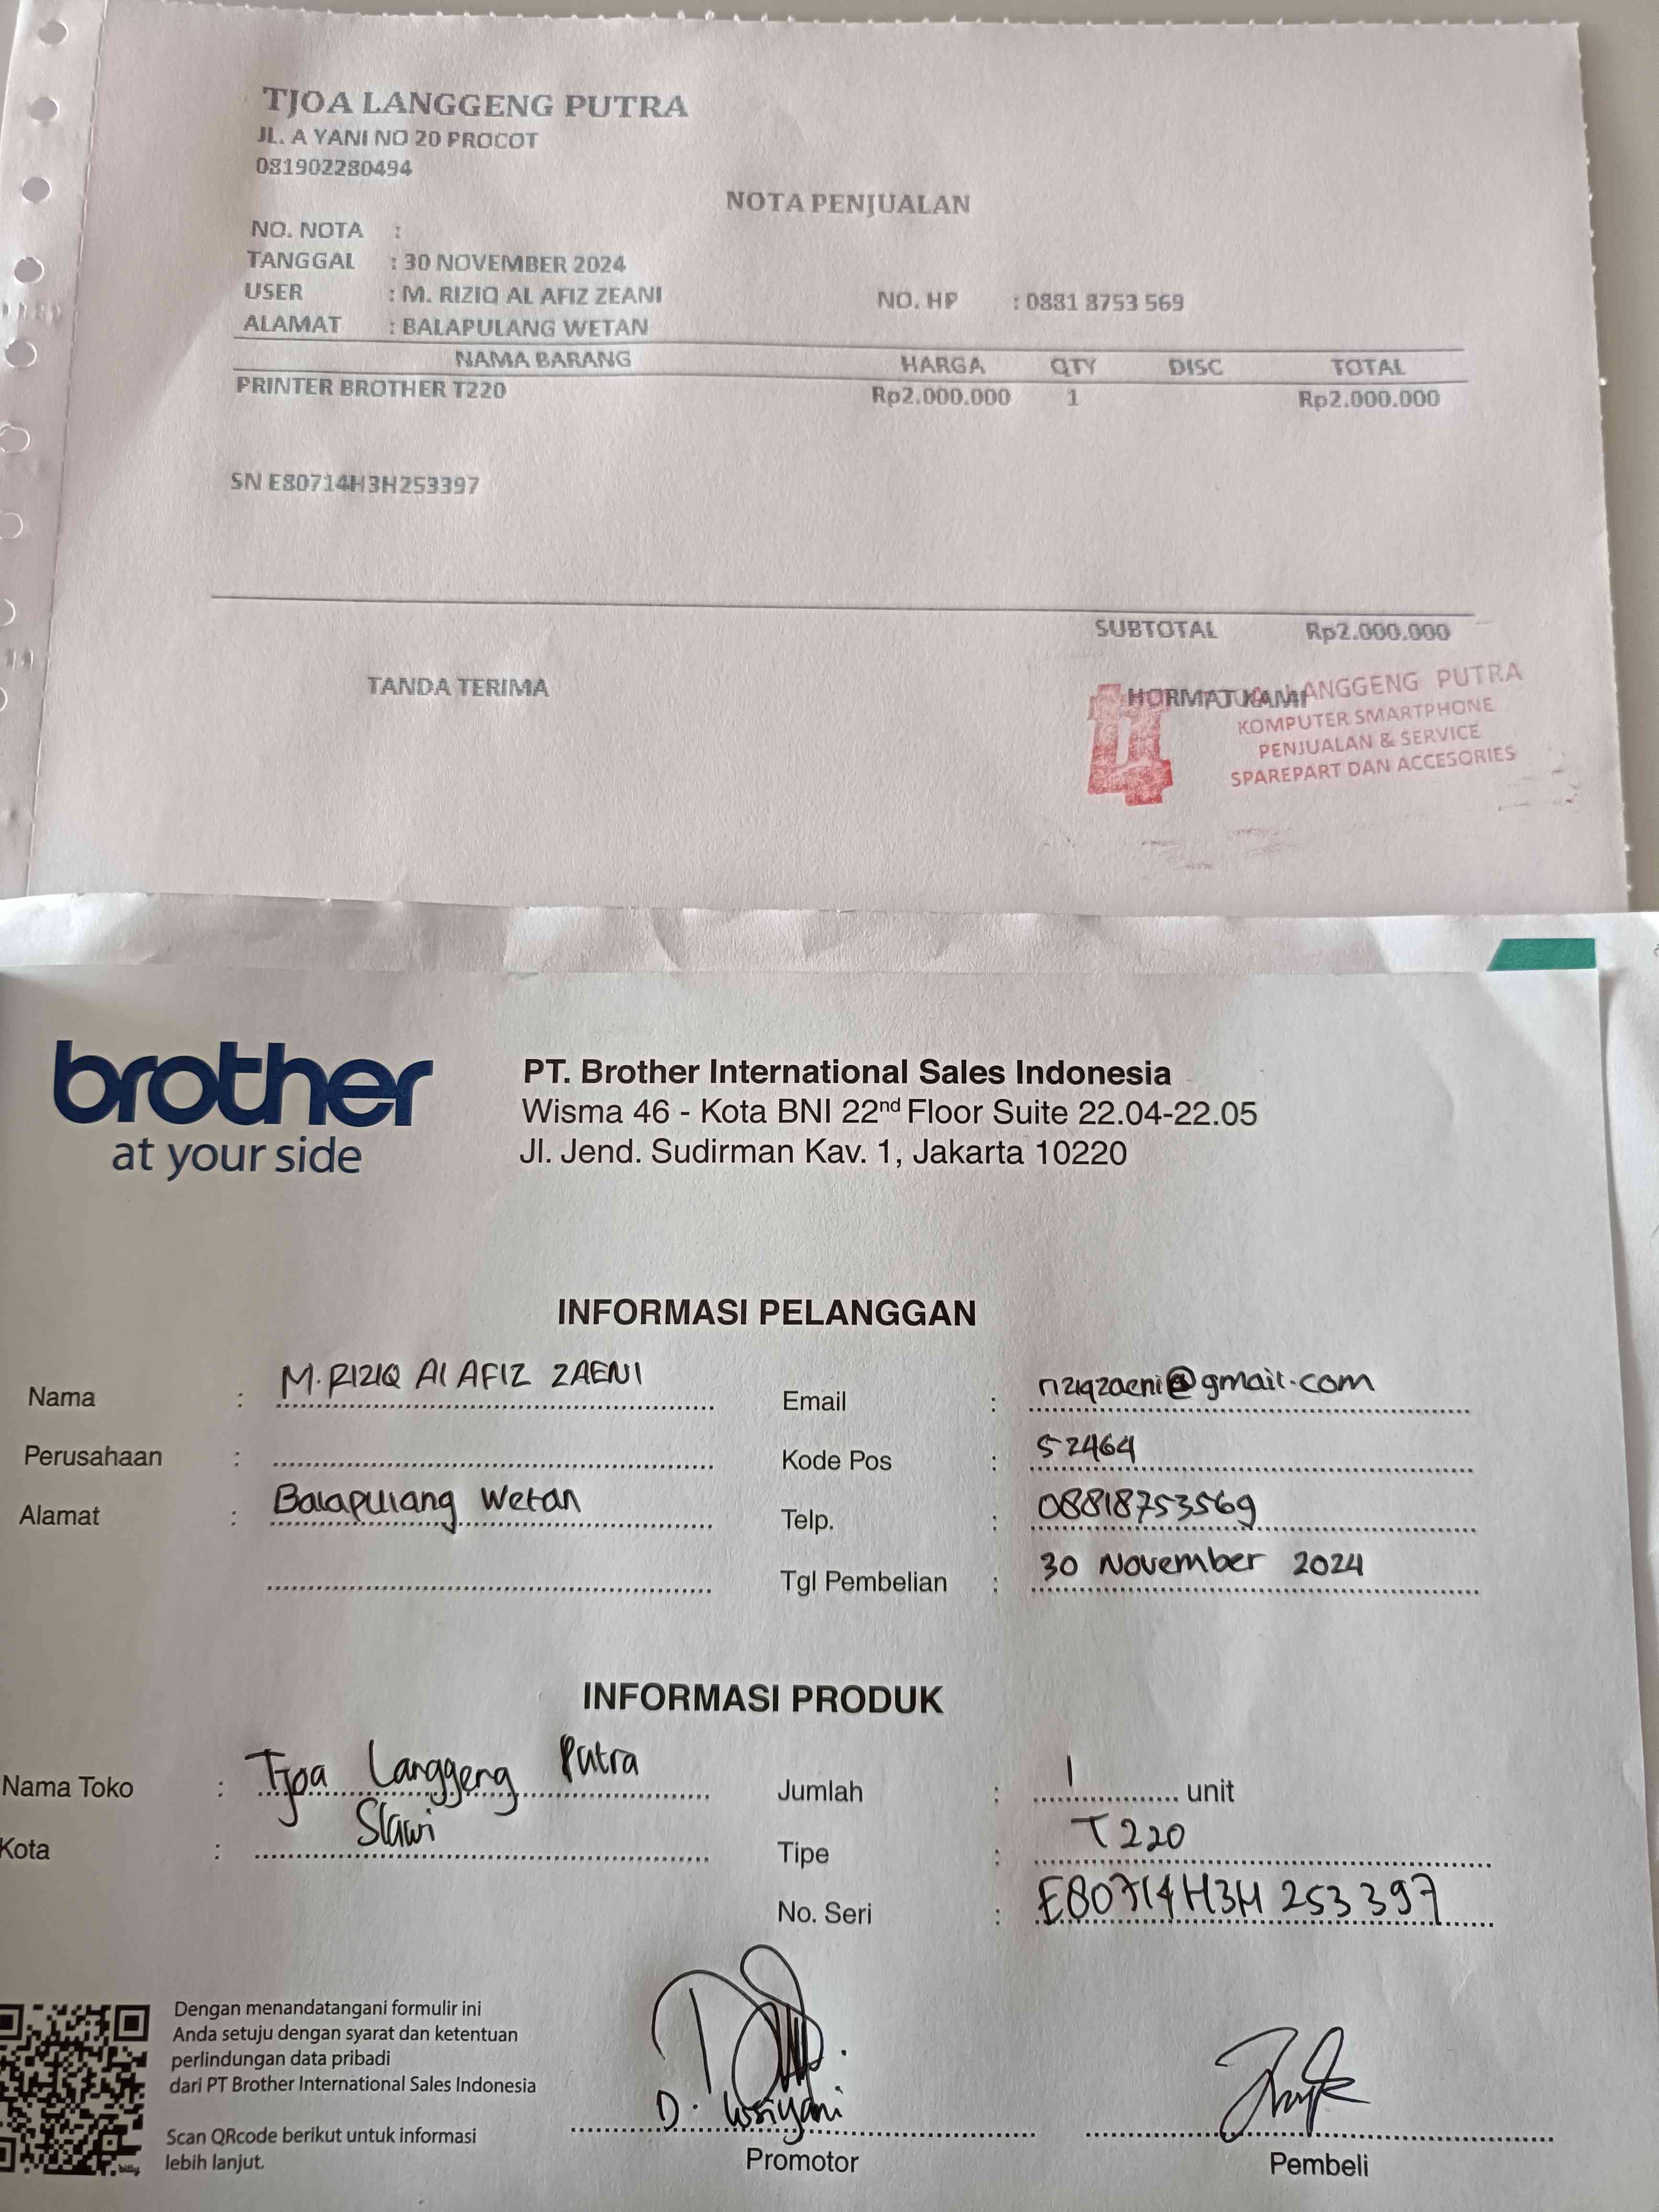 TJOA LANGGENG PUTRA
JL. A YANI NO 20 PROCOT
081902280494
NOTA PENJUALAN
NO. NOTA :
TANGGAL : 30 NOVEMBER 2024
USER : M. RIZIQ AL AFIZ ZEANI NO. HP : 0881 8753 569
ALAMAT : BALAPULANG WETAN
NAMA BARANG HARGA QTY DISC TOTAL
PRINTER BROTHER T220 Rp2.000.000 1 Rp2.000.000
SN E80714H3H253397
SUBTOTAL Rp2.000.000
TANDA TERIMA HORMAT KAMI
LANGGENG PUTRA
KOMPUTER SMARTPHONE
PENJUALAN & SERVICE
SPAREPART DAN ACCESORIES
brother
at your side
PT. Brother International Sales Indonesia
Wisma 46 - Kota BNI 22nd Floor Suite 22.04-22.05
Jl. Jend. Sudirman Kav. 1, Jakarta 10220
INFORMASI PELANGGAN
Nama : M. RIZIQ Al AFIZ ZAENI Email : riziqzaeni@gmail.com
Perusahaan : Kode Pos : 52464
Alamat : Balapulang Wetan Telp. : 08818753569
Tgl Pembelian : 30 November 2024
INFORMASI PRODUK
Nama Toko : Tjoa Langgeng Putra Jumlah : 1 unit
Kota : Slawi Tipe : T220
No. Seri : E80714H3H253397
Dengan menandatangani formulir ini
Anda setuju dengan syarat dan ketentuan
perlindungan data pribadi
dari PT Brother International Sales Indonesia
Scan QRcode berikut untuk informasi
lebih lanjut.
D.
Promotor Pembeli